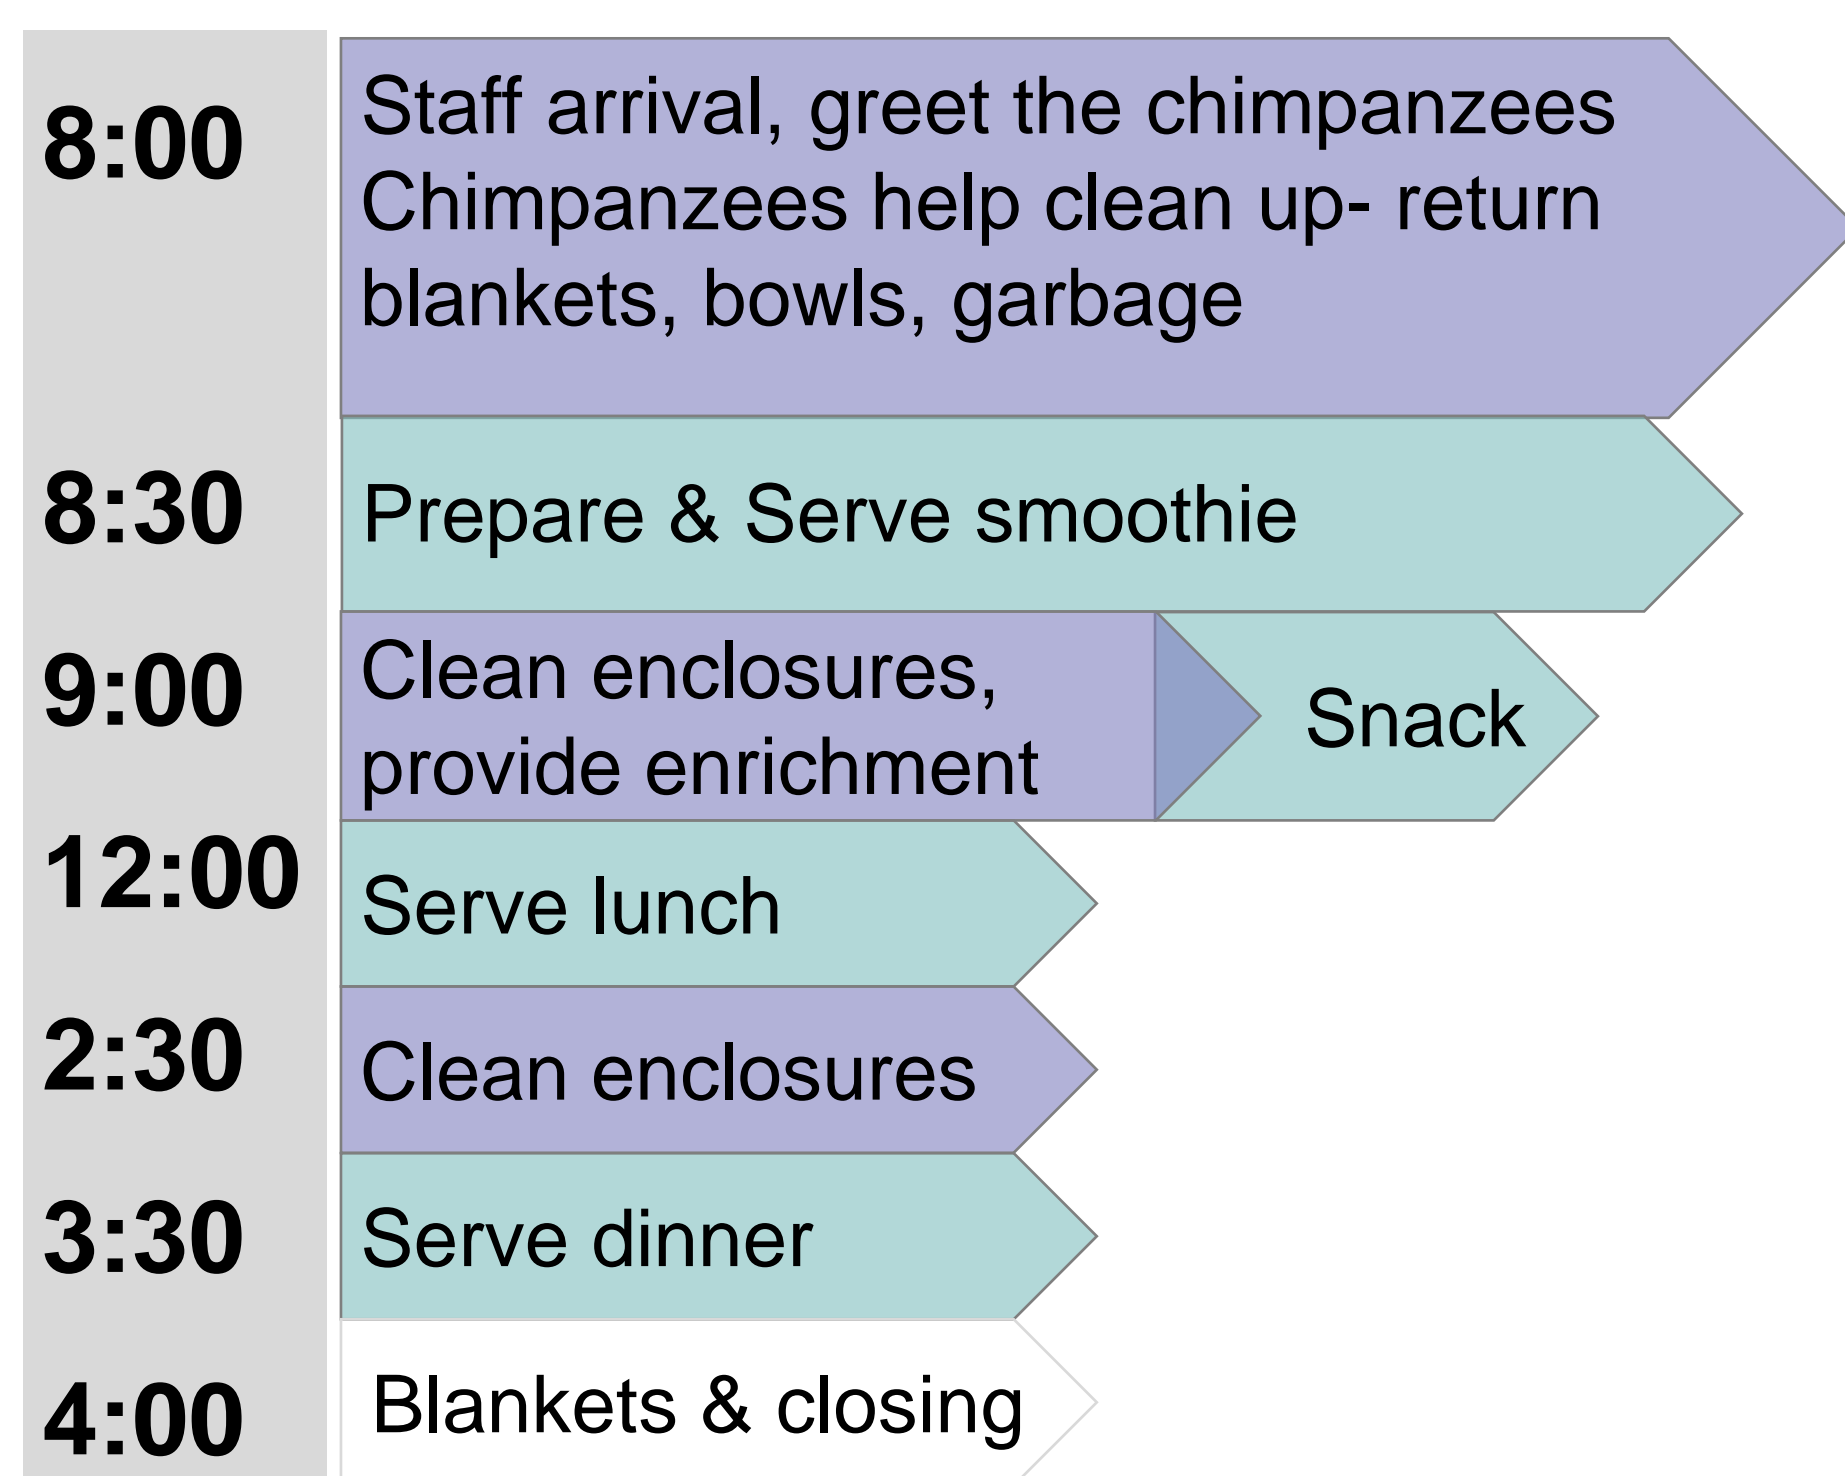 8:00
Staff arrival, greet the chimpanzees
Chimpanzees help clean up- return
blankets, bowls, garbage
8:30
Prepare & Serve smoothie
9:00
Clean enclosures,
provide enrichment
Snack
12:00
Serve lunch
2:30
Clean enclosures
3:30
Serve dinner
4:00
Blankets & closing